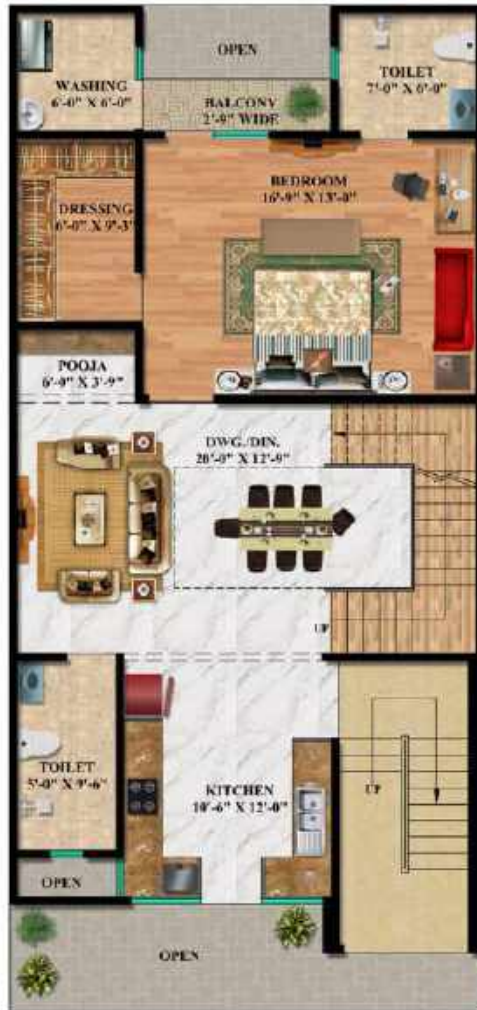 OPEN
WASHING
6'-0" X 6'-0"
TOILET
7'-0" X 6'-0"
BALCONY
2'-9" WIDE
BEDROOM
16'-9" X 13'-0"
DRESSING
6'-0" X 9'-3"
POOJA
6'-0" X 3'-9"
DWG./DIN.
20'-0" X 12'-9"
UP
TOILET
5'-0" X 9'-6"
KITCHEN
10'-6" X 12'-0"
UP
OPEN
OPEN